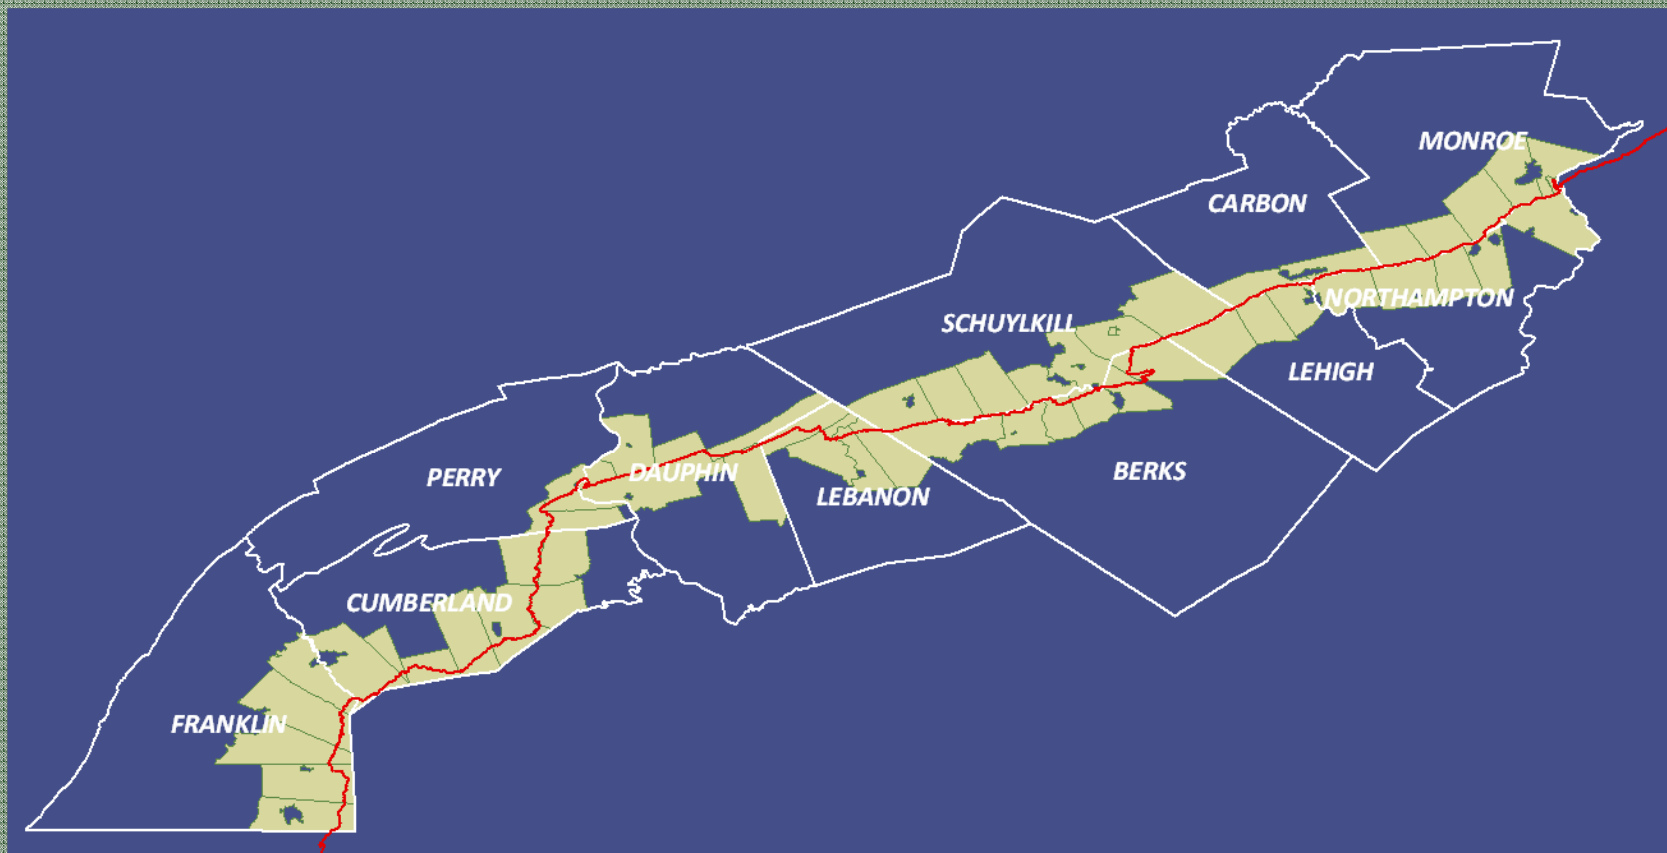 MONROE
CARBON
NORTHAMPTON
SCHUYLKILL
LEHIGH
BERKS
PERRY
DAUPHIN
LEBANON
CUMBERLAND
FRANKLIN